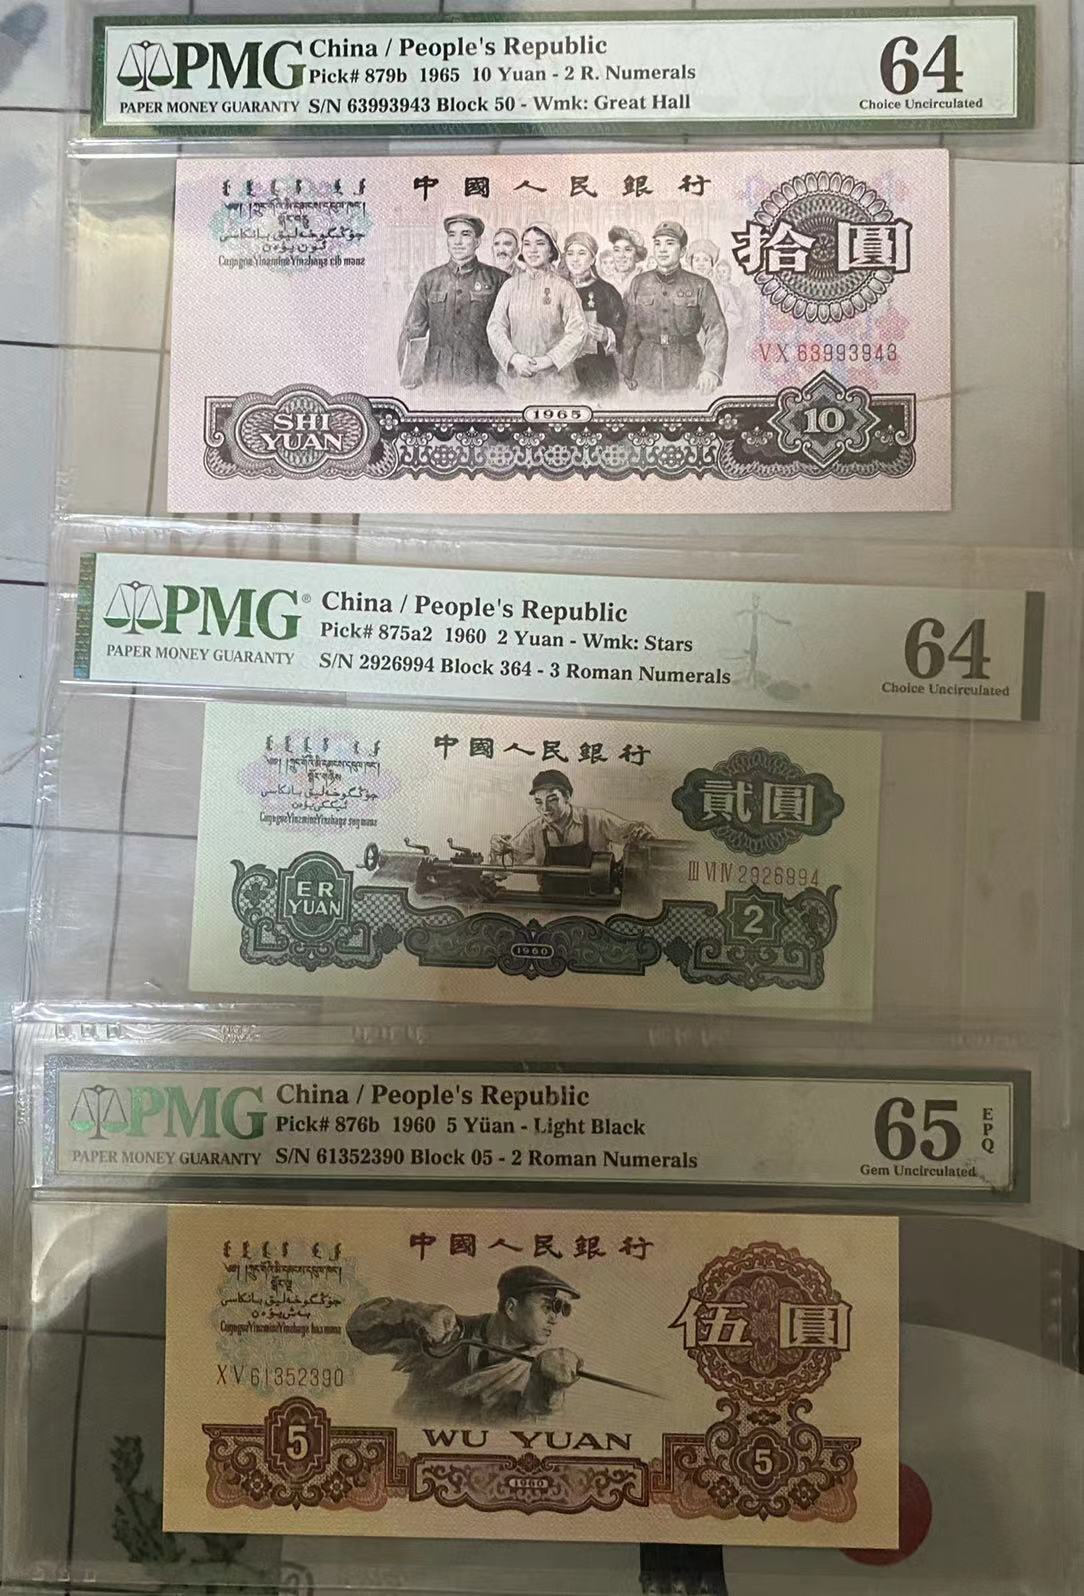 PMG
PAPER MONEY GUARANTY
China / People's Republic
Pick# 879b 1965 10 Yuan - 2 R. Numerals
S/N 63993943 Block 50 - Wmk: Great Hall
64
Choice Uncirculated
中國人民銀行
拾圓
VX 63993943
SHI
YUAN
1965
10
PMG®
PAPER MONEY GUARANTY
China / People's Republic
Pick# 875a2 1960 2 Yuan - Wmk: Stars
S/N 2926994 Block 364 - 3 Roman Numerals
64
Choice Uncirculated
中國人民銀行
貳圓
III VI IV 2926994
ER
YUAN
1960
2
PMG
PAPER MONEY GUARANTY
China / People's Republic
Pick# 876b 1960 5 Yüan - Light Black
S/N 61352390 Block 05 - 2 Roman Numerals
65
EPQ
Gem Uncirculated
中國人民銀行
伍圓
XV 61352390
5
WU YUAN
1960
5